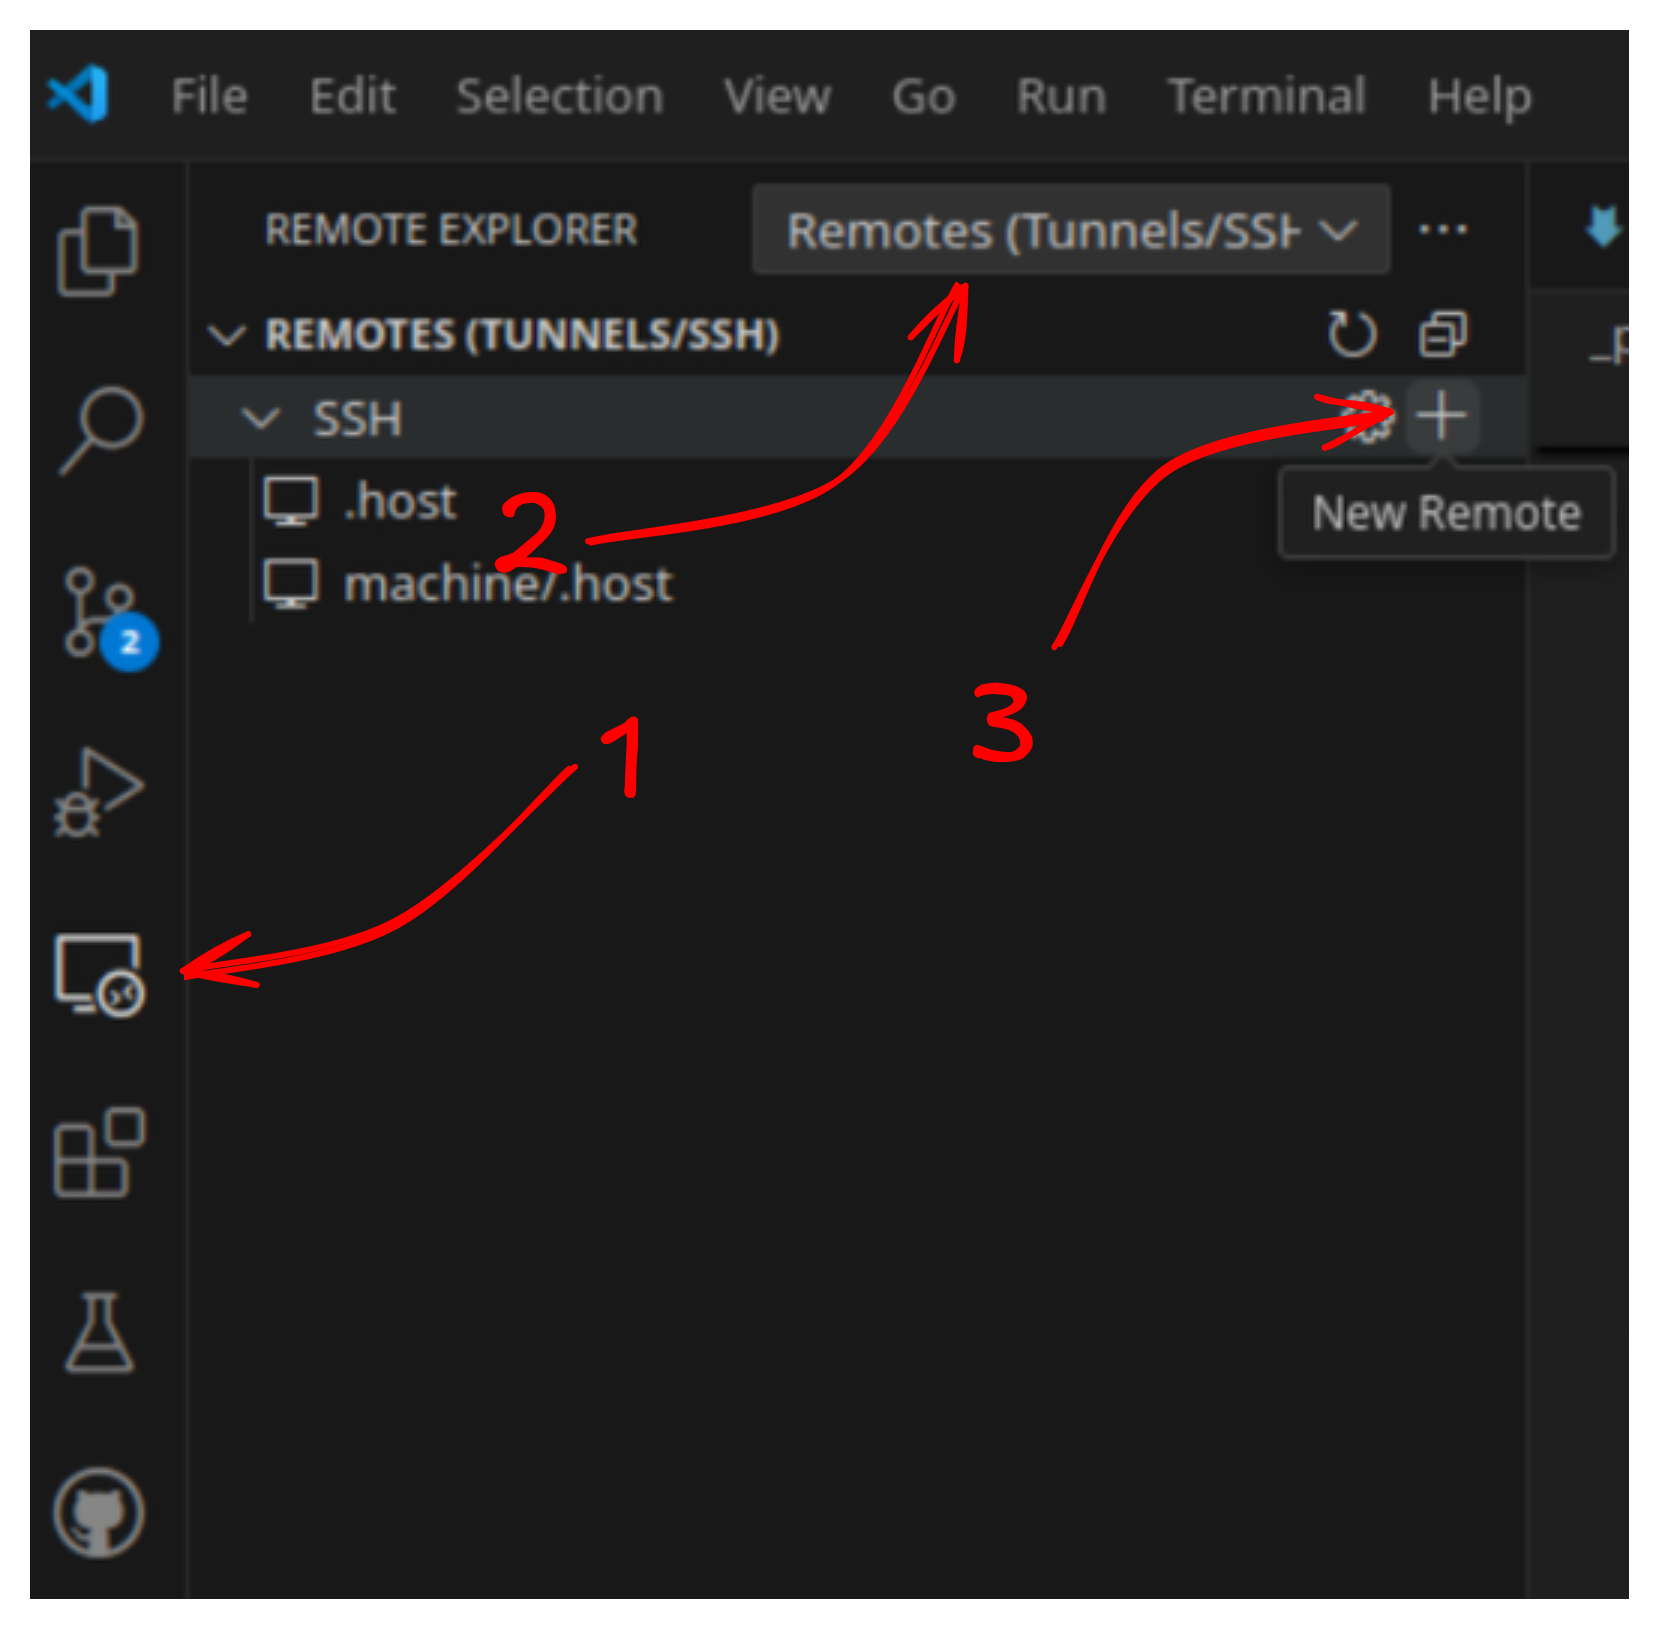 File Edit Selection View Go Run Terminal Help
REMOTE EXPLORER Remotes (Tunnels/SSH ...
REMOTES (TUNNELS/SSH)
_p
SSH
New Remote
.host
2
machine/.host
2
1
3